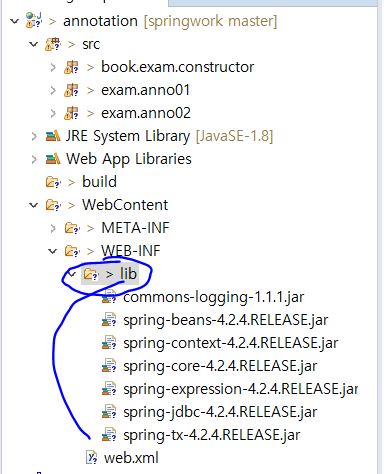 > annotation [springwork master]
> src
> book.exam.constructor
> exam.anno01
> exam.anno02
JRE System Library [JavaSE-1.8]
Web App Libraries
> build
> WebContent
> META-INF
> WEB-INF
> lib
commons-logging-1.1.1.jar
spring-beans-4.2.4.RELEASE.jar
spring-context-4.2.4.RELEASE.jar
spring-core-4.2.4.RELEASE.jar
spring-expression-4.2.4.RELEASE.jar
spring-jdbc-4.2.4.RELEASE.jar
spring-tx-4.2.4.RELEASE.jar
web.xml